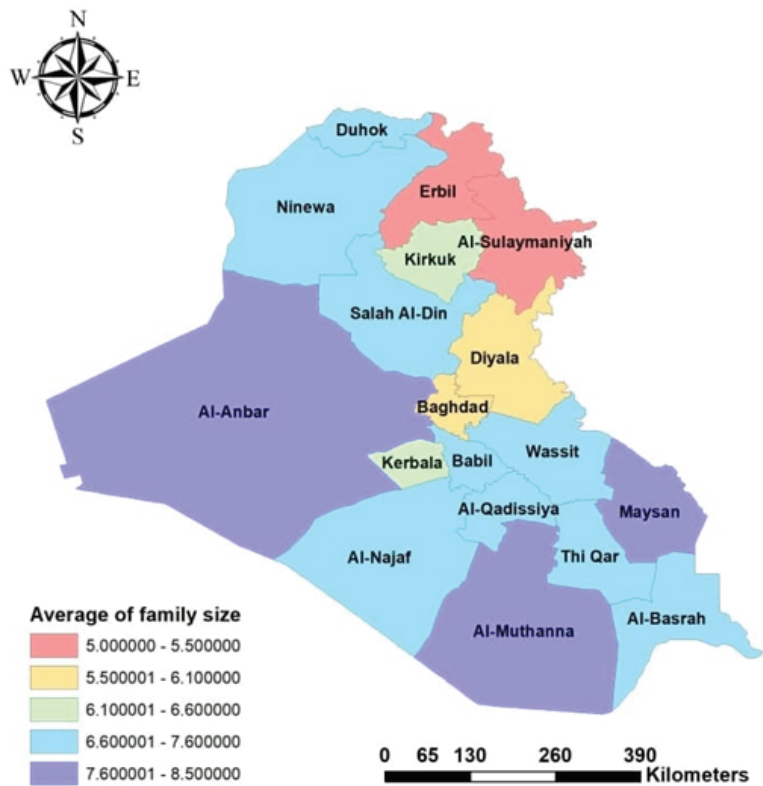 N
W E
S
Duhok
Erbil
Ninewa
Al-Sulaymaniyah
Kirkuk
Salah Al-Din
Diyala
Al-Anbar
Baghdad
Wassit
Kerbala
Babil
Al-Qadissiya
Maysan
Al-Najaf
Thi Qar
Al-Muthanna
Al-Basrah
Average of family size
5.000000 - 5.500000
5.500001 - 6.100000
6.100001 - 6.600000
6.600001 - 7.600000
7.600001 - 8.500000
0 65 130 260 390
Kilometers